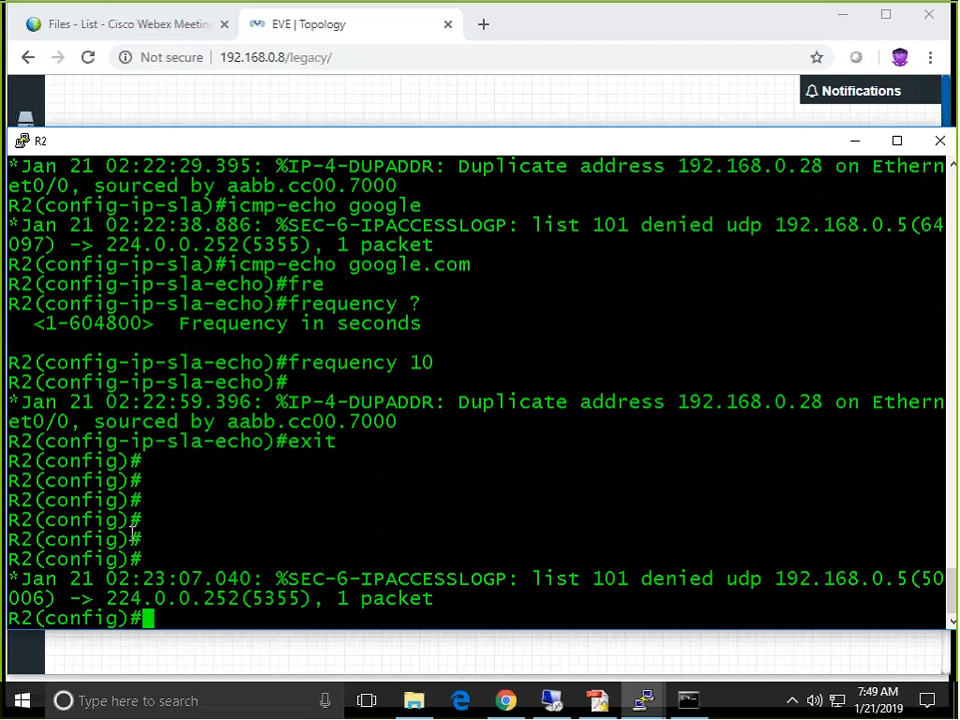 Files - List - Cisco Webex Meeting
EVE | Topology
Not secure | 192.168.0.8/legacy/
Notifications
R2
*Jan 21 02:22:29.395: %IP-4-DUPADDR: Duplicate address 192.168.0.28 on Ethern
et0/0, sourced by aabb.cc00.7000
R2(config-ip-sla)#icmp-echo google
*Jan 21 02:22:38.886: %SEC-6-IPACCESSLOGP: list 101 denied udp 192.168.0.5(64
097) -> 224.0.0.252(5355), 1 packet
R2(config-ip-sla)#icmp-echo google.com
R2(config-ip-sla-echo)#fre
R2(config-ip-sla-echo)#frequency ?
<1-604800> Frequency in seconds
R2(config-ip-sla-echo)#frequency 10
R2(config-ip-sla-echo)#
*Jan 21 02:22:59.396: %IP-4-DUPADDR: Duplicate address 192.168.0.28 on Ethern
et0/0, sourced by aabb.cc00.7000
R2(config-ip-sla-echo)#exit
R2(config)#
R2(config)#
R2(config)#
R2(config)#
R2(config)#
R2(config)#
*Jan 21 02:23:07.040: %SEC-6-IPACCESSLOGP: list 101 denied udp 192.168.0.5(50
006) -> 224.0.0.252(5355), 1 packet
R2(config)#
Type here to search
7:49 AM
1/21/2019